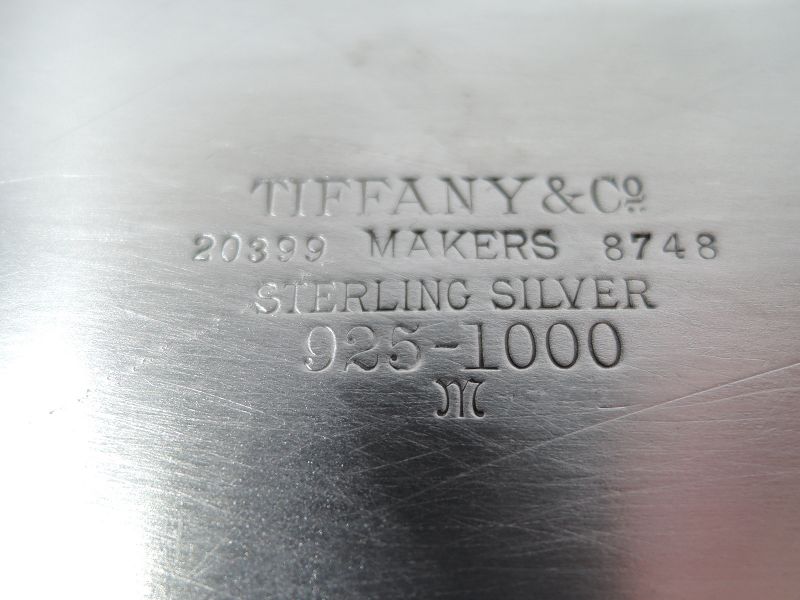 TIFFANY & Co.
20399 MAKERS 8748
STERLING SILVER
925-1000
M